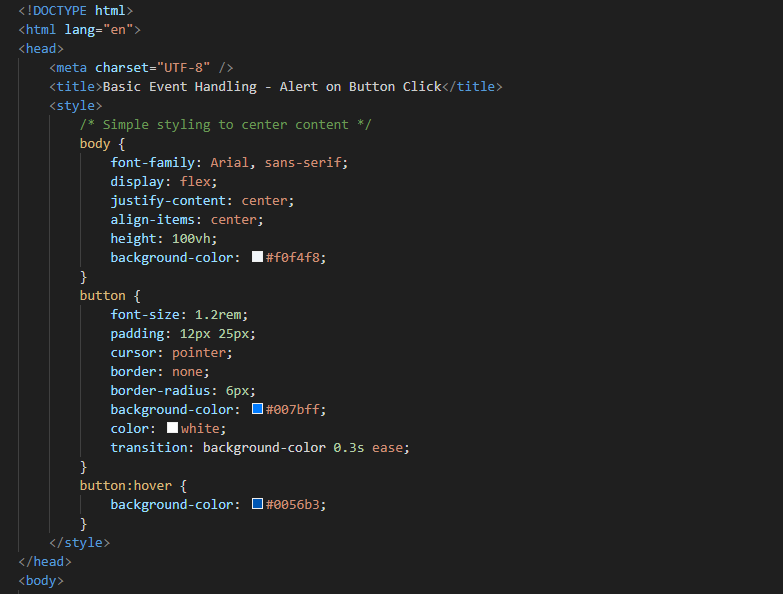 <!DOCTYPE html>
<html lang="en">
<head>
    <meta charset="UTF-8" />
    <title>Basic Event Handling - Alert on Button Click</title>
    <style>
        /* Simple styling to center content */
        body {
            font-family: Arial, sans-serif;
            display: flex;
            justify-content: center;
            align-items: center;
            height: 100vh;
            background-color: #f0f4f8;
        }
        button {
            font-size: 1.2rem;
            padding: 12px 25px;
            cursor: pointer;
            border: none;
            border-radius: 6px;
            background-color: #007bff;
            color: white;
            transition: background-color 0.3s ease;
        }
        button:hover {
            background-color: #0056b3;
        }
    </style>
</head>
<body>